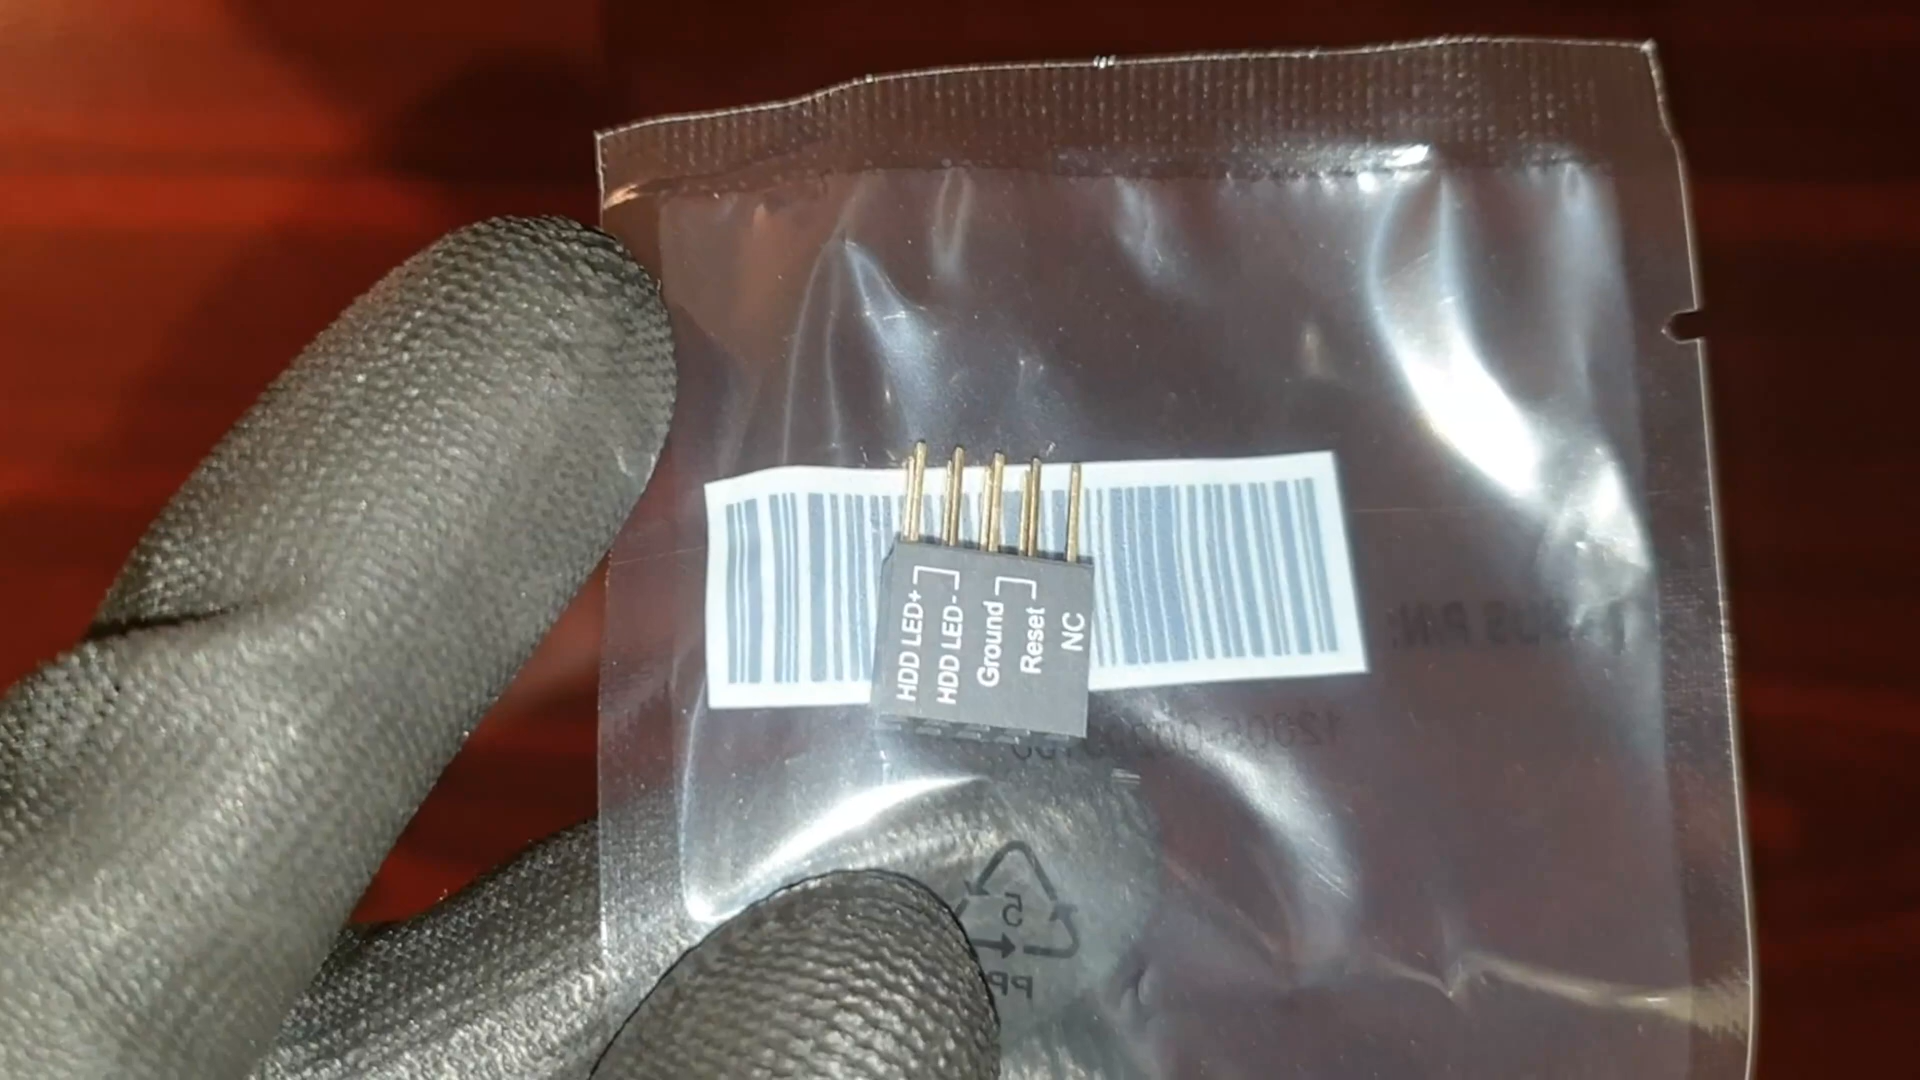 HDD LED+
HDD LED-
Ground
Reset
NC
5
PP